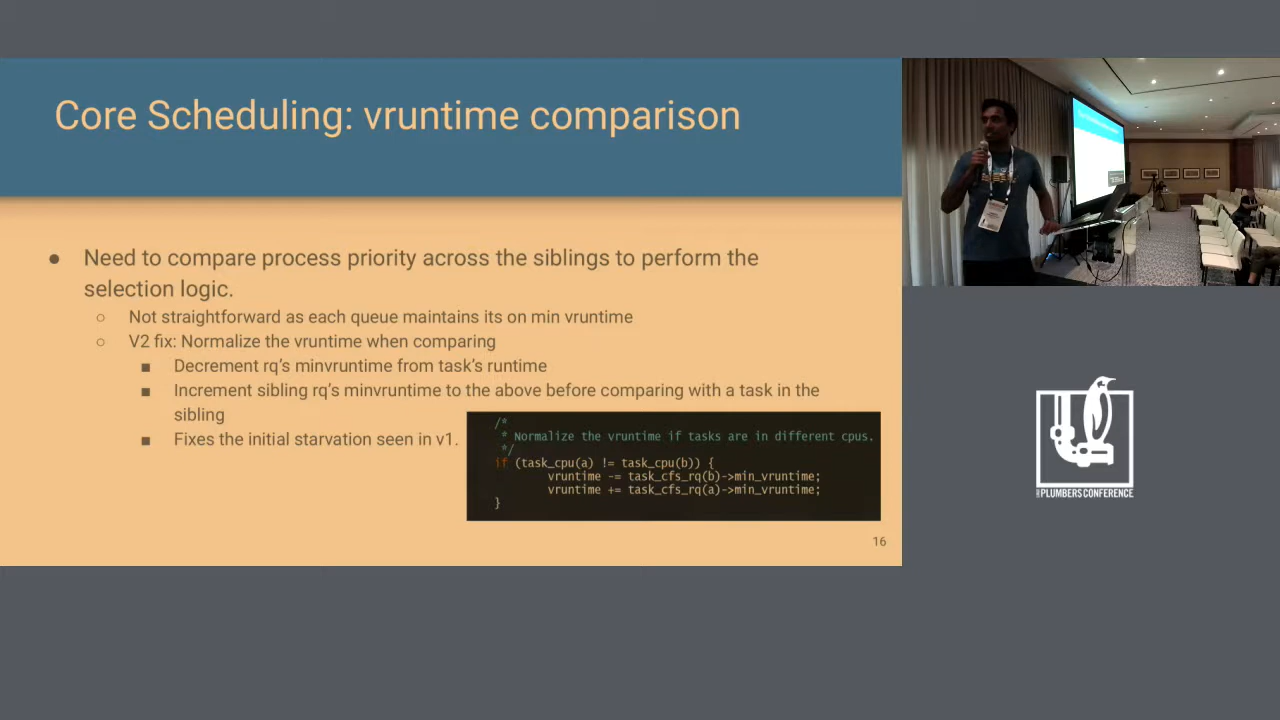 Core Scheduling: vruntime comparison
● Need to compare process priority across the siblings to perform the
selection logic.
○ Not straightforward as each queue maintains its on min vruntime
○ V2 fix: Normalize the vruntime when comparing
■ Decrement rq's minvruntime from task's runtime
■ Increment sibling rq's minvruntime to the above before comparing with a task in the
sibling
■ Fixes the initial starvation seen in v1.
/*
* Normalize the vruntime if tasks are in different cpus.
*/
if (task_cpu(a) != task_cpu(b)) {
vruntime -= task_cfs_rq(b)->min_vruntime;
vruntime += task_cfs_rq(a)->min_vruntime;
}
16
PLUMBERS CONFERENCE